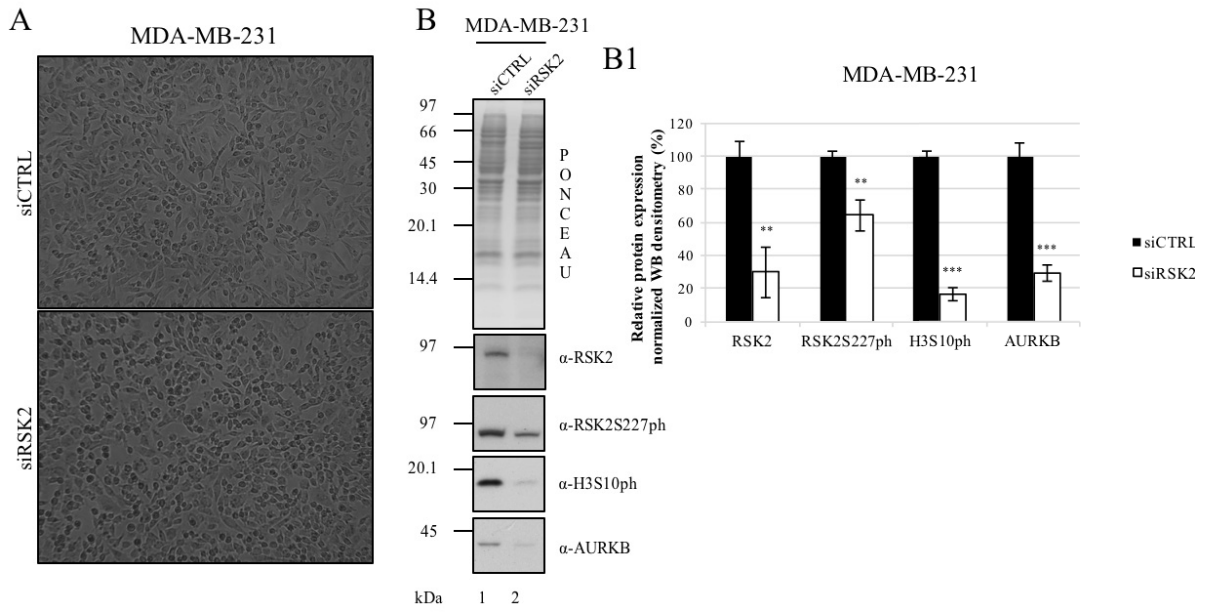 A
MDA-MB-231
siCTRL
siRSK2
B
MDA-MB-231
siCTRL
siRSK2
97
66
45
30
20.1
14.4
PONCEAU
97
α-RSK2
97
α-RSK2S227ph
20.1
α-H3S10ph
45
α-AURKB
kDa 1 2
B1
MDA-MB-231
Relative protein expression
normalized WB densitometry (%)
120
100
80
60
40
20
0
**
**
***
***
RSK2 RSK2S227ph H3S10ph AURKB
siCTRL
siRSK2